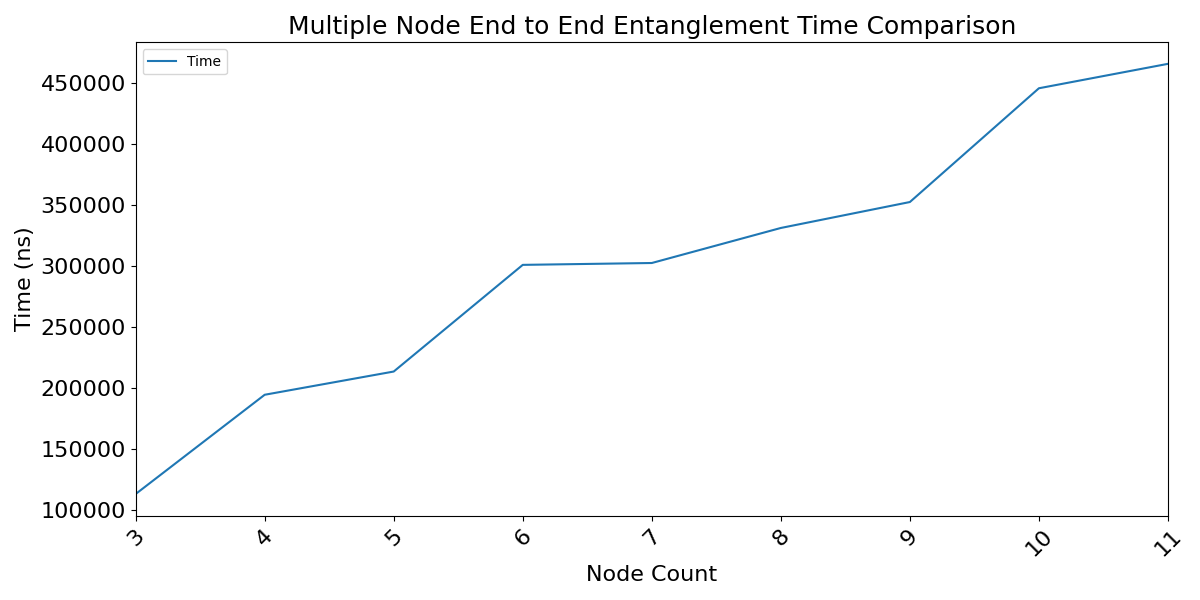 Multiple Node End to End Entanglement Time Comparison
Time
450000
400000
350000
300000
250000
200000
150000
100000
Time (ns)
3 4 5 6 7 8 9 10 11
Node Count